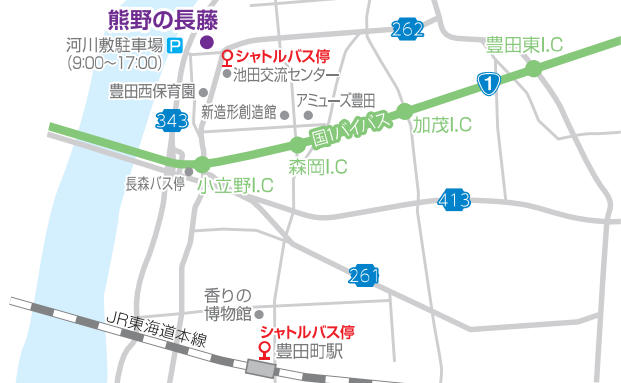 熊野の長藤
河川敷駐車場 P
(9:00〜17:00)
シャトルバス停
池田交流センター
262
豊田東I.C
1
豊田西保育園
新造形創造館
アミューズ豊田
343
国1バイパス
加茂I.C
森岡I.C
長森バス停
小立野I.C
413
261
香りの
博物館
JR東海道本線
シャトルバス停
豊田町駅